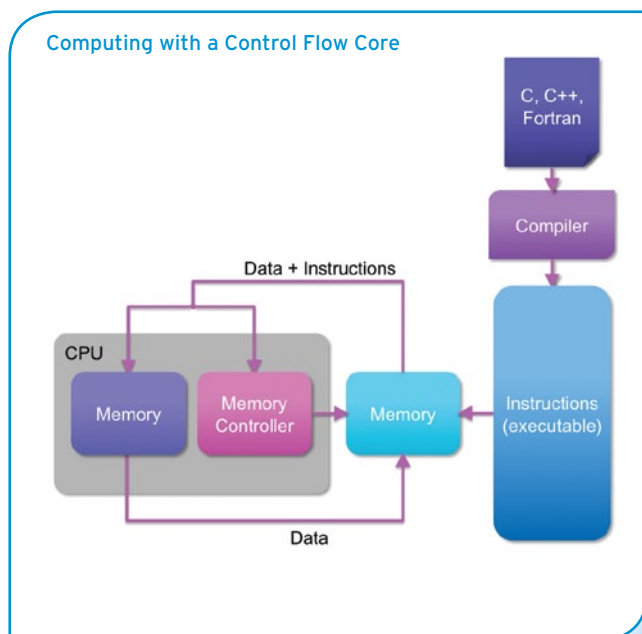 Computing with a Control Flow Core
C, C++,
Fortran
Compiler
Data + Instructions
CPU
Memory
Memory
Controller
Memory
Instructions
(executable)
Data